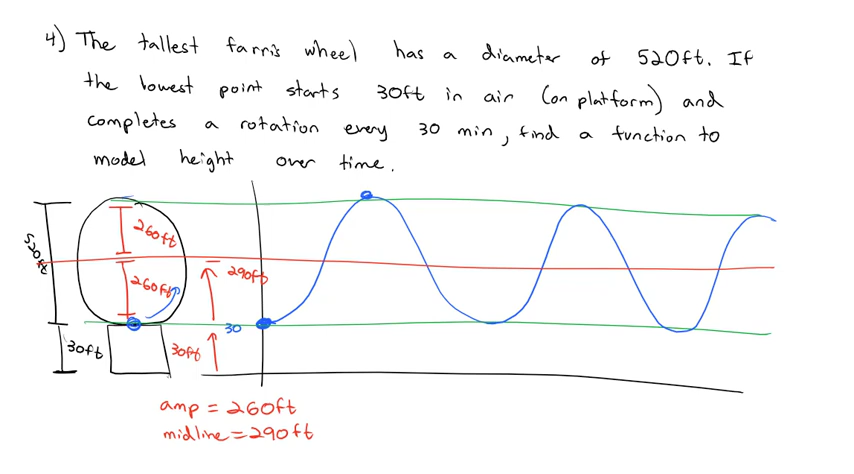 4) The tallest farris wheel has a diameter of 520ft. If
the lowest point starts 30ft in air (on platform) and
completes a rotation every 30 min, find a function to
model height over time.
260ft
520ft
260ft
290ft
30
30ft
30ft
amp = 260ft
midline = 290ft